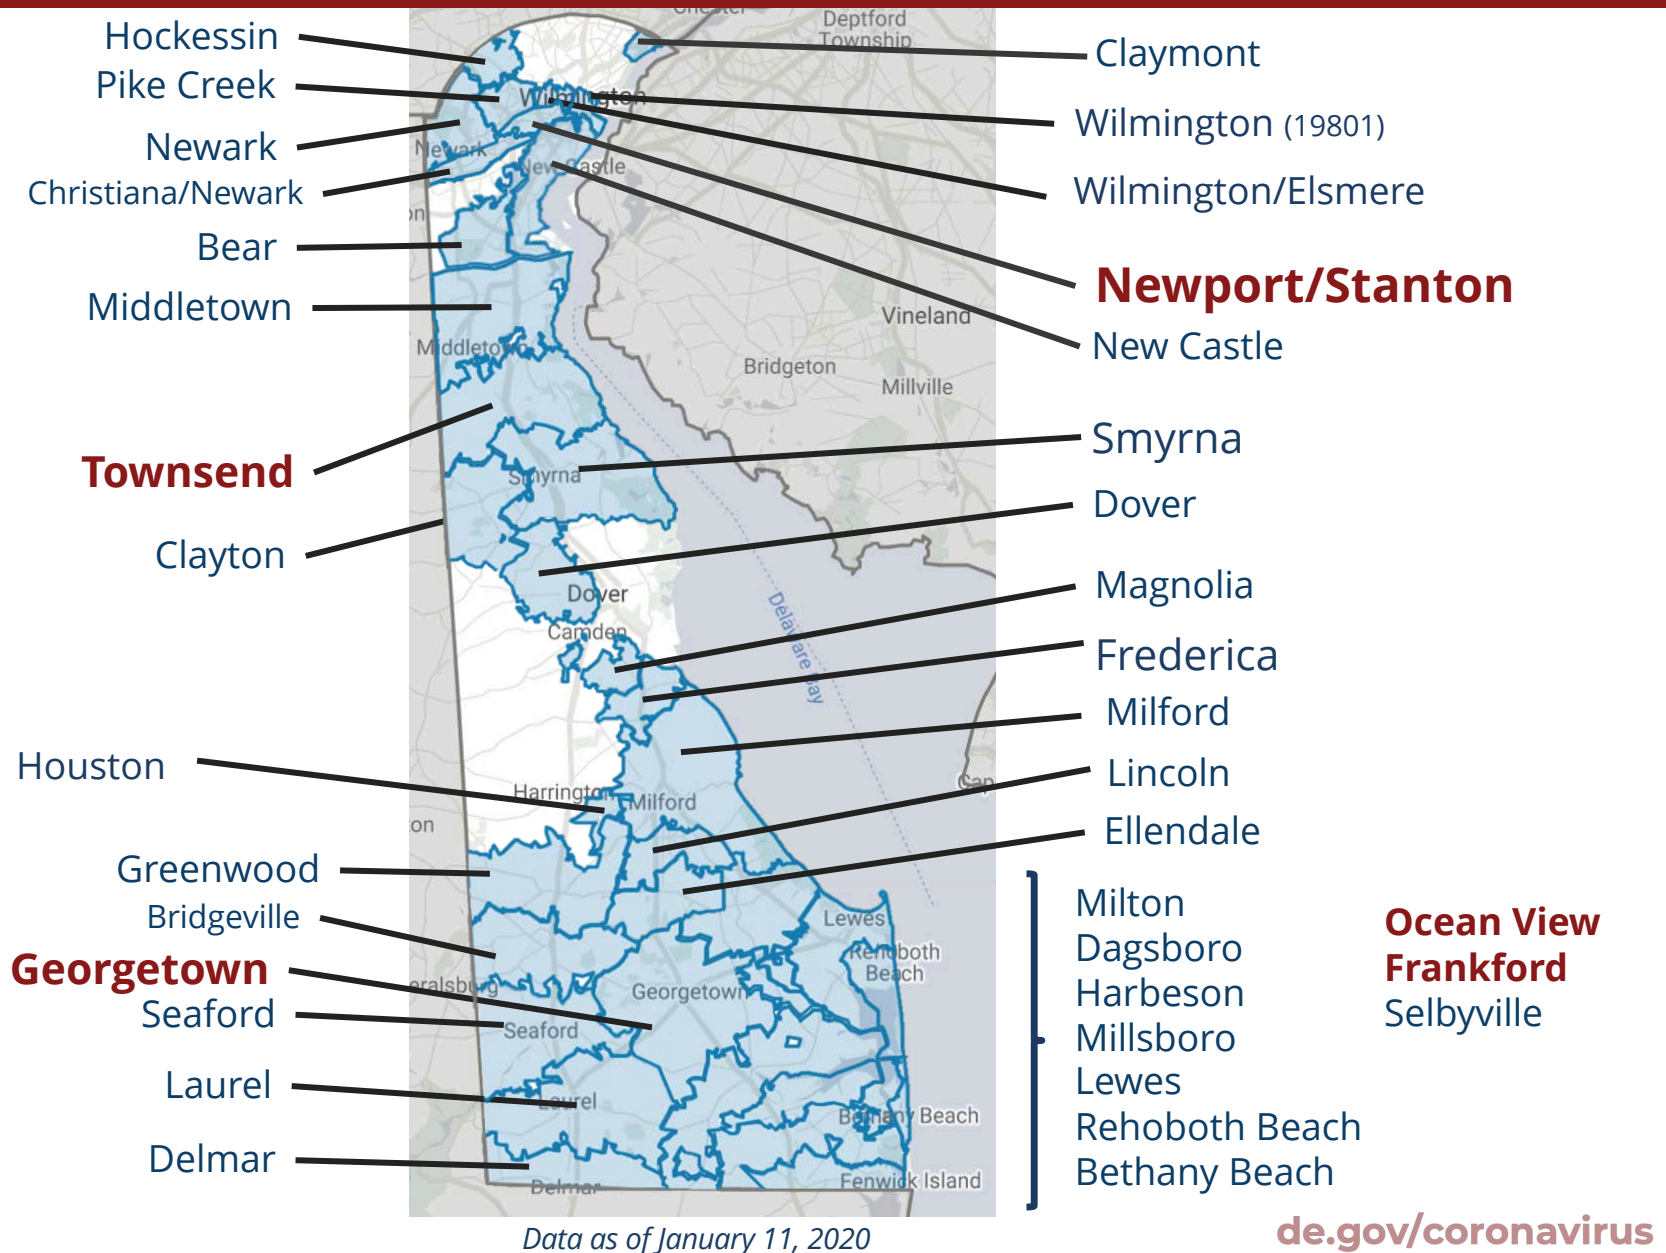 Hockessin
Pike Creek
Newark
Christiana/Newark
Bear
Middletown
Townsend
Clayton
Houston
Greenwood
Bridgeville
Georgetown
Seaford
Laurel
Delmar
Deptford
Township
Wilmington
Newark
New Castle
Middletown
Vineland
Bridgeton
Millville
Smyrna
Dover
Camden
Delaware Bay
Harrington
Milford
Cap
ton
Lewes
Rehoboth
Beach
eralsburg
Georgetown
Seaford
Laurel
Bethany Beach
Fenwick Island
Delmar
Claymont
Wilmington (19801)
Wilmington/Elsmere
Newport/Stanton
New Castle
Smyrna
Dover
Magnolia
Frederica
Milford
Lincoln
Ellendale
Milton
Dagsboro
Harbeson
Millsboro
Lewes
Rehoboth Beach
Bethany Beach
Ocean View
Frankford
Selbyville
Data as of January 11, 2020
de.gov/coronavirus